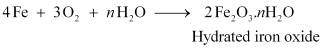 4Fe + 3O₂ + nH₂O ⟶ 2Fe₂O₃.nH₂O
Hydrated iron oxide